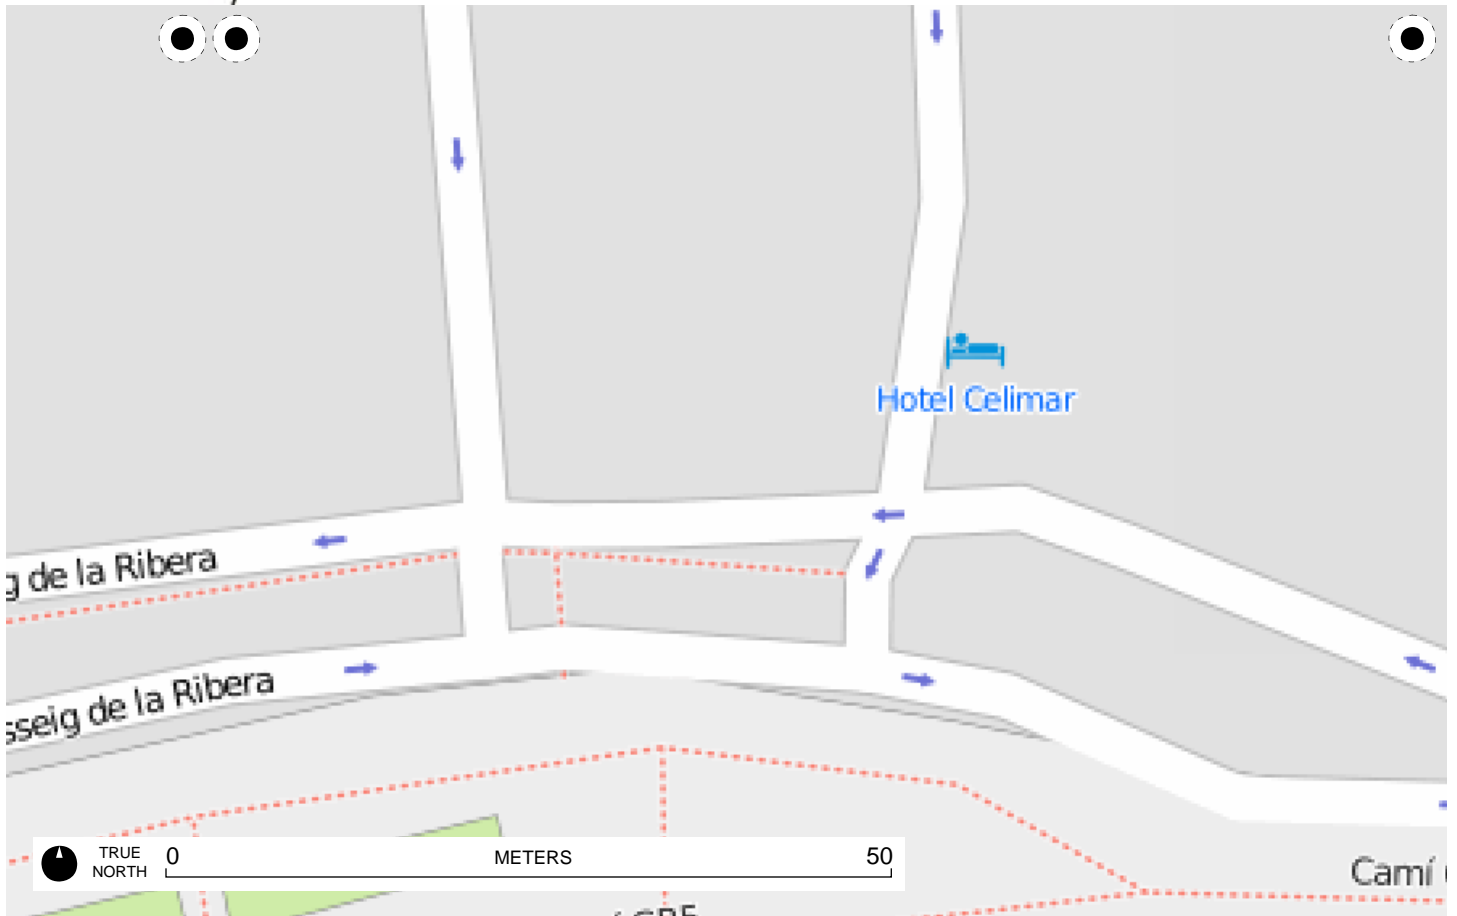 Hotel Celimar
g de la Ribera
sseig de la Ribera
TRUE NORTH 0 METERS 50
Camí